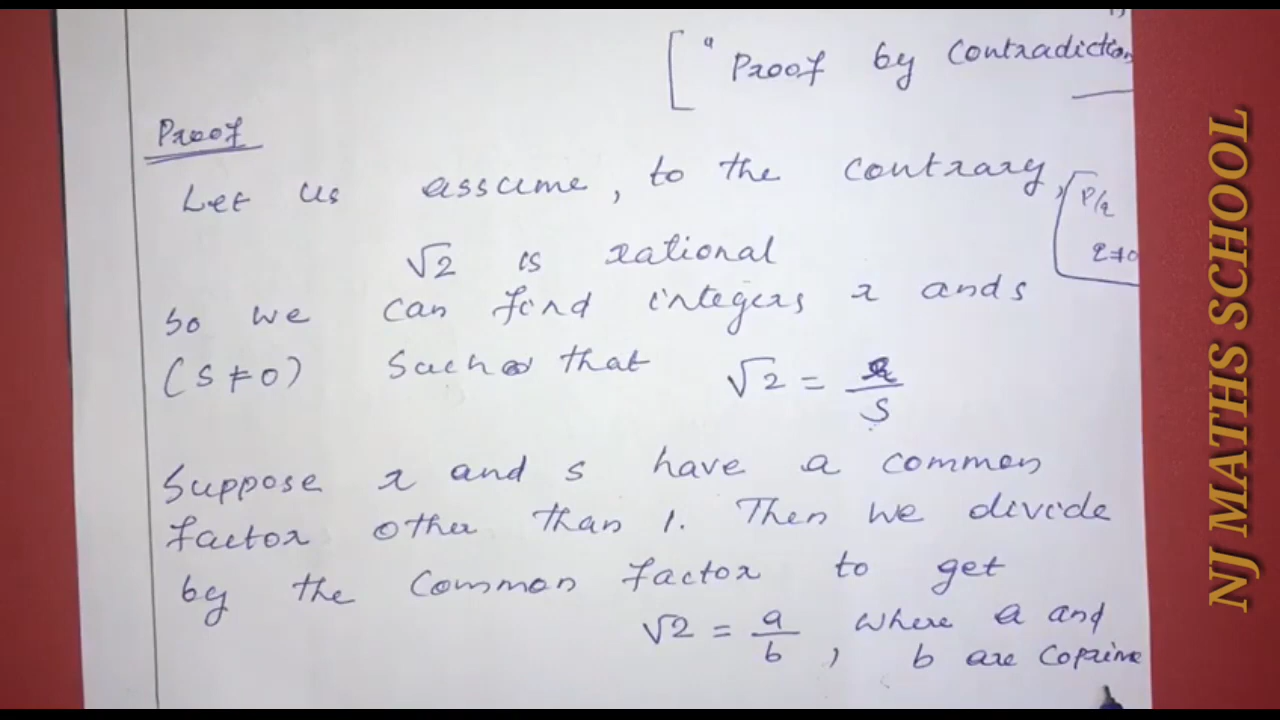 [ " Proof by Contradiction
Proof
Let us assume, to the contrary,
P/q
q≠0
√2 is rational
So we can find integers r and s
(s ≠ 0) Such that √2 = r/s
Suppose r and s have a common
factor other than 1. Then we divide
by the common factor to get
√2 = a/b, where a and
b are Coprime
NJ MATHS SCHOOL